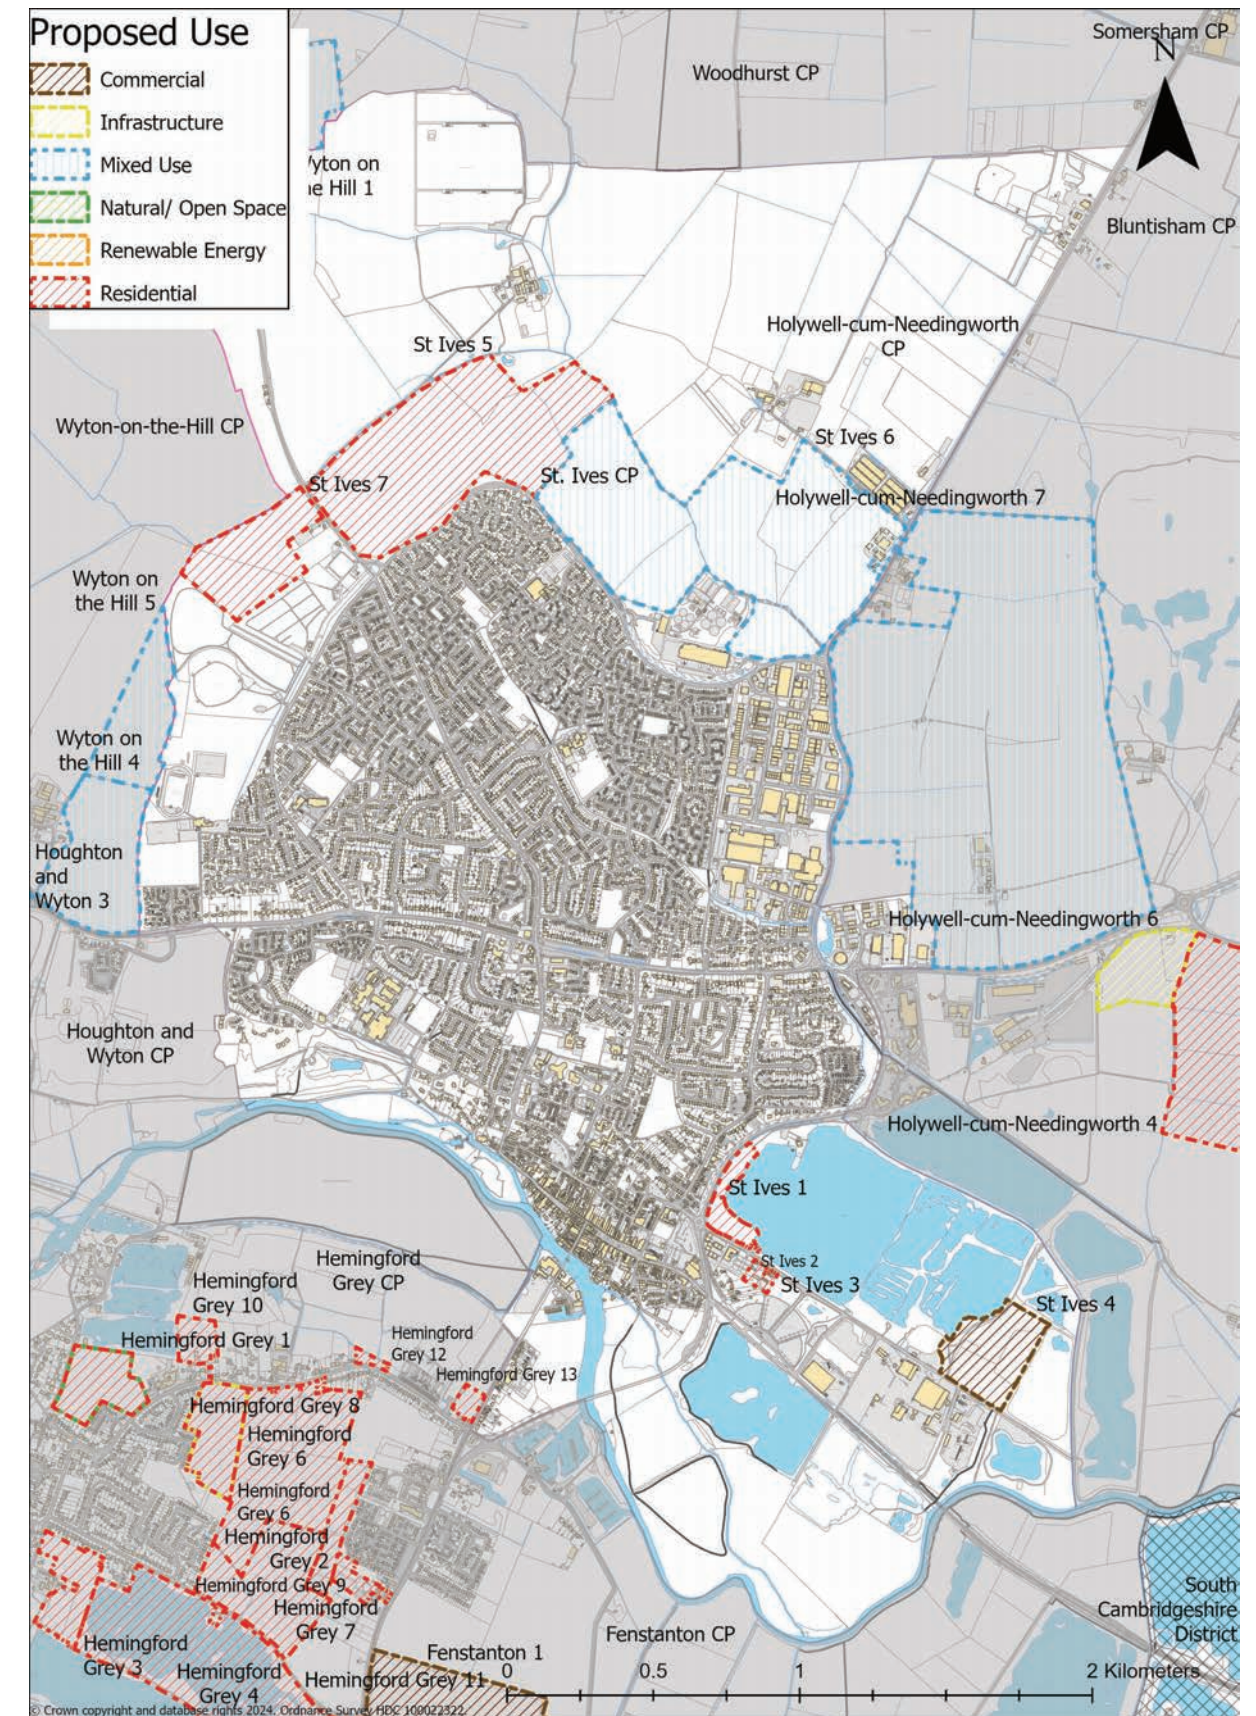 Proposed Use
Commercial
Infrastructure
Mixed Use
Natural/ Open Space
Renewable Energy
Residential
Somersham CP
N
Woodhurst CP
Bluntisham CP
Hill 1
Holywell-cum-Needingworth
CP
St Ives 5
Wyton-on-the-Hill CP
St Ives 6
St Ives 7
St. Ives CP
Holywell-cum-Needingworth 7
Wyton on
the Hill 5
Wyton on
the Hill 4
Houghton
and
Wyton 3
Holywell-cum-Needingworth 6
Houghton and
Wyton CP
Holywell-cum-Needingworth 4
St Ives 1
St Ives 2
St Ives 3
St Ives 4
Hemingford
Grey CP
Hemingford
Grey 10
Hemingford Grey 1
Hemingford
Grey 12
Hemingford Grey 13
Hemingford Grey 8
Hemingford
Grey 6
Hemingford
Grey 6
Hemingford
Grey 2
Hemingford Grey 9
Hemingford
Grey 7
Hemingford
Grey 3
Hemingford
Grey 4
Hemingford Grey 11
Fenstanton 1
Fenstanton CP
South
Cambridgeshire
District
0 0.5 1 2 Kilometers
© Crown copyright and database rights 2024. Ordnance Survey HDC 100022322.